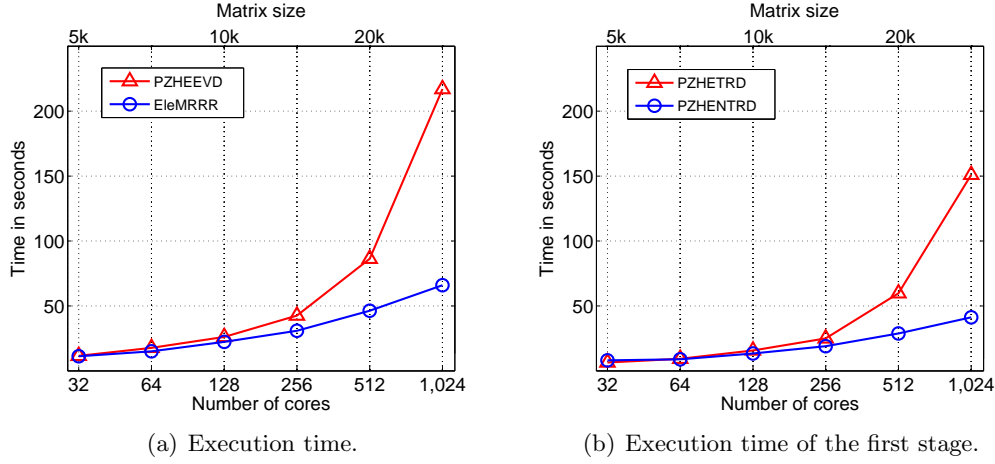 Matrix size
5k 10k 20k
PZHEEVD
EleMRRR
200
150
100
50
Time in seconds
32 64 128 256 512 1,024
Number of cores
(a) Execution time.
Matrix size
5k 10k 20k
PZHETRD
PZHENTRD
200
150
100
50
Time in seconds
32 64 128 256 512 1,024
Number of cores
(b) Execution time of the first stage.